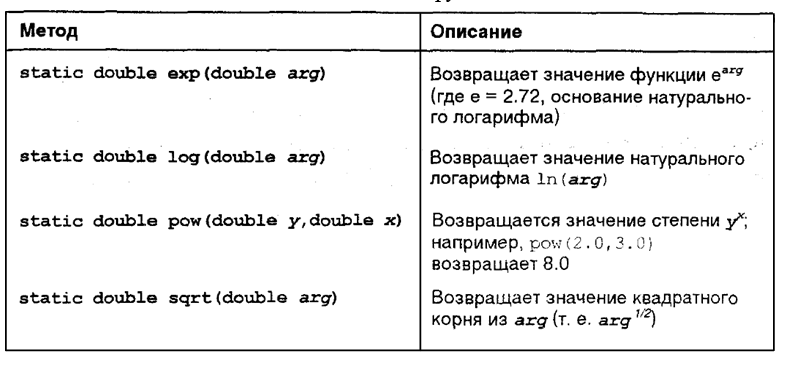 Метод Описание
static double exp(double arg) Возвращает значение функции e^arg
(где e = 2.72, основание натурально-
го логарифма)
static double log(double arg) Возвращает значение натурального
логарифма ln(arg)
static double pow(double y,double x) Возвращается значение степени y^x;
например, pow(2.0,3.0)
возвращает 8.0
static double sqrt(double arg) Возвращает значение квадратного
корня из arg (т. е. arg^1/2)